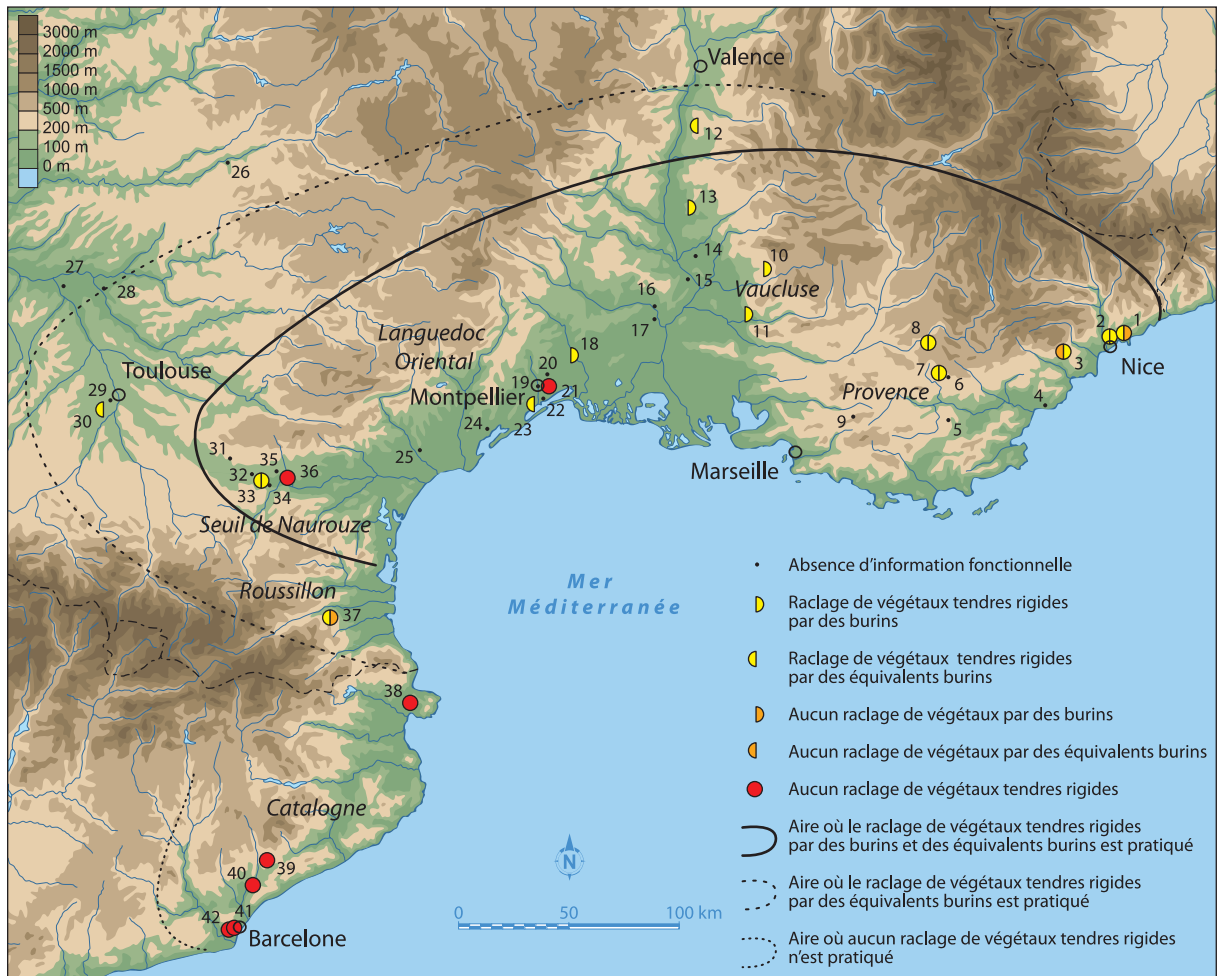 3000 m
2000 m
1500 m
1000 m
500 m
200 m
100 m
0 m
Valence
12
26
13
14
10
27
28
15
Vaucluse
16
17
11
Languedoc
Oriental
18
8
2
1
3
Nice
Toulouse
29
30
20
19
21
Montpellier
22
23
7
6
Provence
4
9
5
24
25
Marseille
31
35
36
32
33
34
Seuil de Naurouze
Roussillon
37
38
Mer
Méditerranée
Catalogne
39
40
41
42
Barcelone
N
0
50
100 km
Absence d'information fonctionnelle
Raclage de végétaux tendres rigides
par des burins
Raclage de végétaux tendres rigides
par des équivalents burins
Aucun raclage de végétaux par des burins
Aucun raclage de végétaux par des équivalents burins
Aucun raclage de végétaux tendres rigides
Aire où le raclage de végétaux tendres rigides
par des burins et des équivalents burins est pratiqué
Aire où le raclage de végétaux tendres rigides
par des équivalents burins est pratiqué
Aire où aucun raclage de végétaux tendres rigides
n'est pratiqué